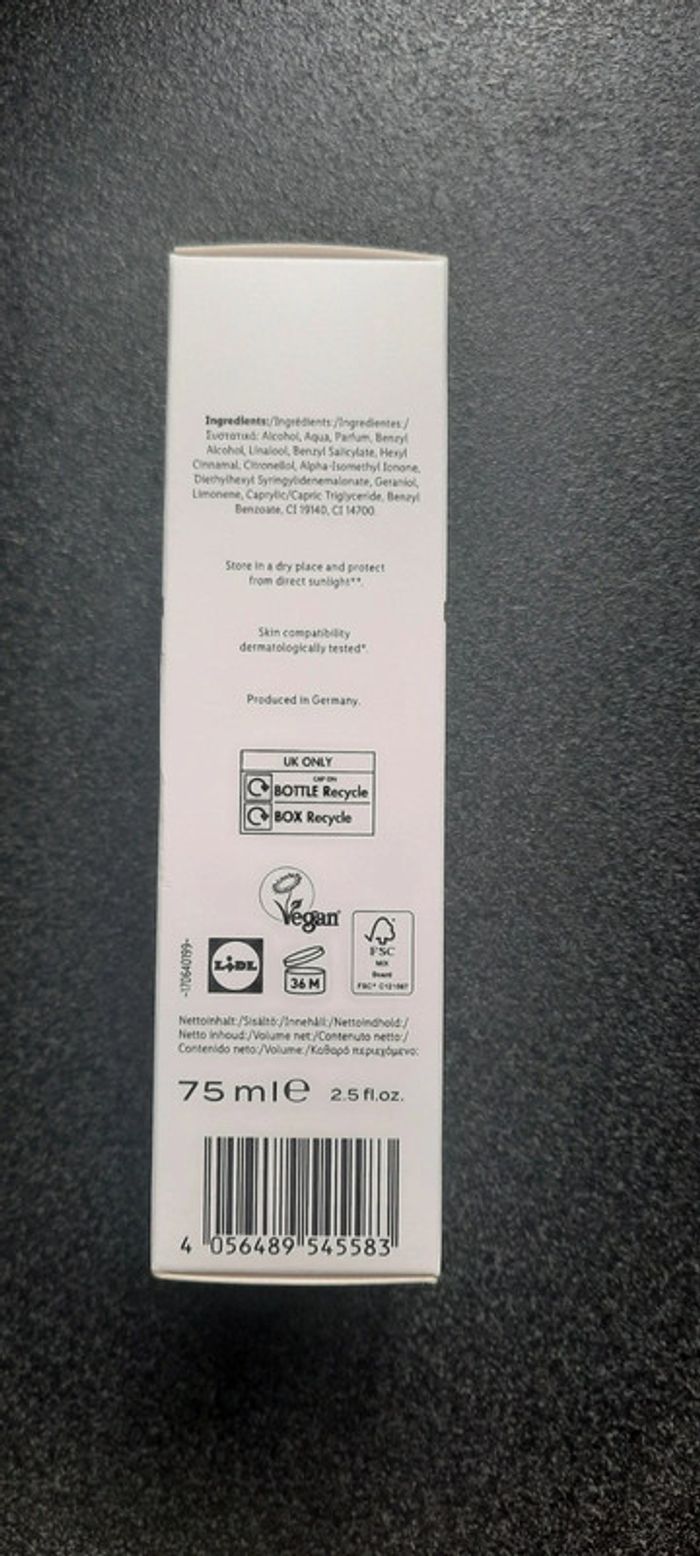 Ingredients:/Ingrédients:/Ingredientes:/
Συστατικά: Alcohol, Aqua, Parfum, Benzyl
Alcohol, Linalool, Benzyl Salicylate, Hexyl
Cinnamal, Citronellol, Alpha-Isomethyl Ionone,
Diethylhexyl Syringylidenemalonate, Geraniol,
Limonene, Caprylic/Capric Triglyceride, Benzyl
Benzoate, CI 19140, CI 14700.
Store in a dry place and protect
from direct sunlight**.
Skin compatibility
dermatologically tested*.
Produced in Germany.
UK ONLY
CAP ON
BOTTLE Recycle
BOX Recycle
Vegan
-170640199-
LIDL
36 M
FSC
MIX
Board
FSC® C121567
Nettoinhalt:/Sisältö:/Innehåll:/Nettoindhold:/
Netto inhoud:/Volume net:/Contenuto netto:/
Contenido neto:/Volume:/Καθαρό περιεχόμενο:
75 ml℮ 2.5 fl.oz.
4 056489 545583